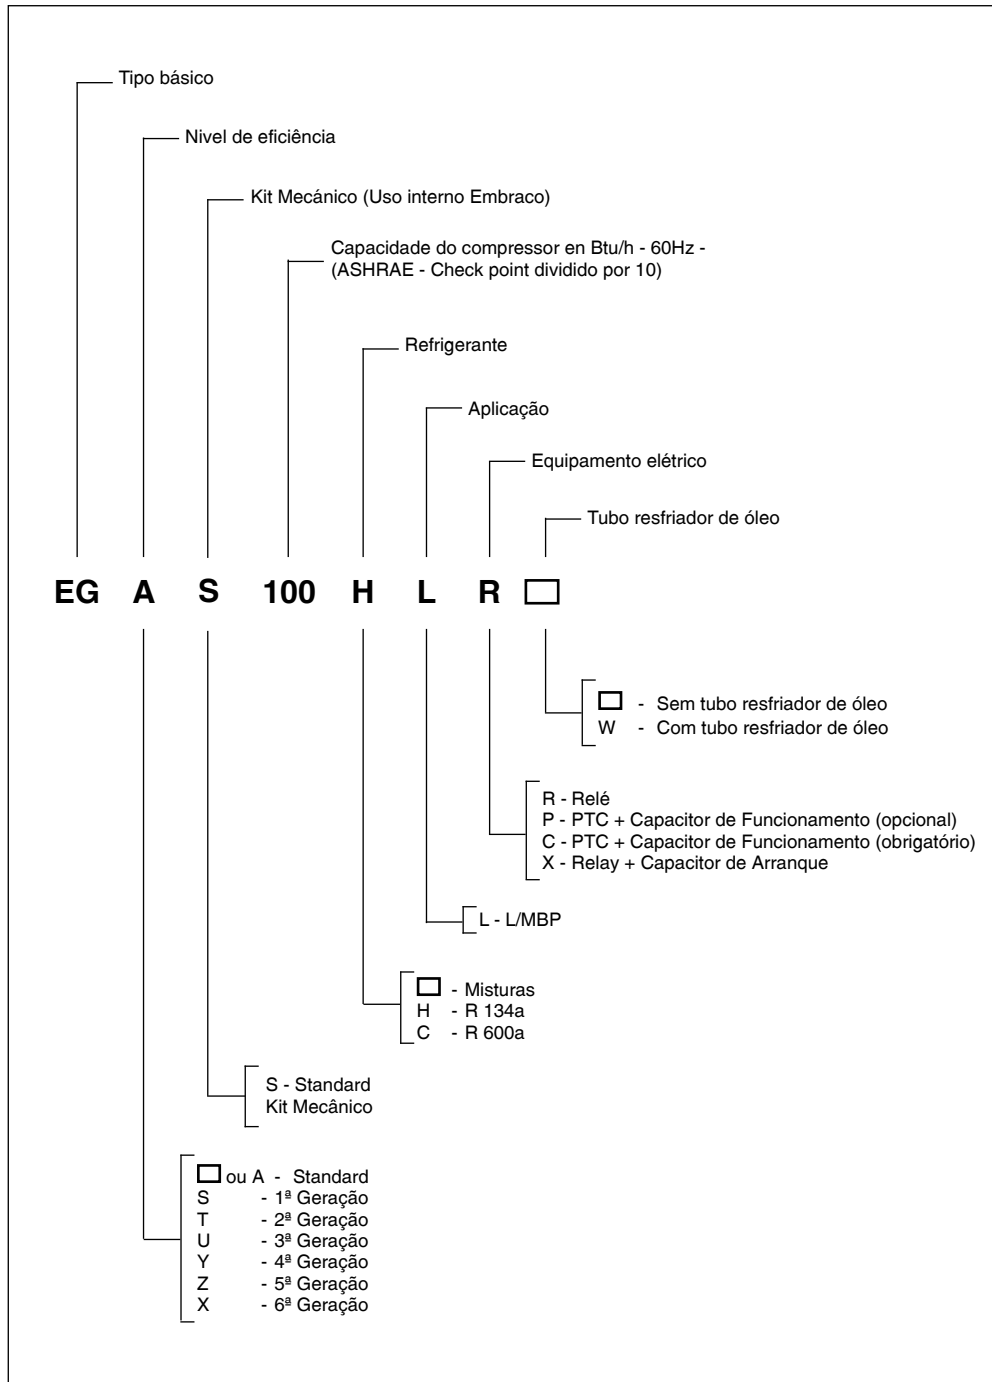 Tipo básico
Nivel de eficiência
Kit Mecánico (Uso interno Embraco)
Capacidade do compressor en Btu/h - 60Hz -
(ASHRAE - Check point dividido por 10)
Refrigerante
Aplicação
Equipamento elétrico
Tubo resfriador de óleo
EG A S 100 H L R
- Sem tubo resfriador de óleo
W - Com tubo resfriador de óleo
R - Relé
P - PTC + Capacitor de Funcionamento (opcional)
C - PTC + Capacitor de Funcionamento (obrigatório)
X - Relay + Capacitor de Arranque
L - L/MBP
- Misturas
H - R 134a
C - R 600a
S - Standard
Kit Mecânico
ou A - Standard
S - 1ª Geração
T - 2ª Geração
U - 3ª Geração
Y - 4ª Geração
Z - 5ª Geração
X - 6ª Geração